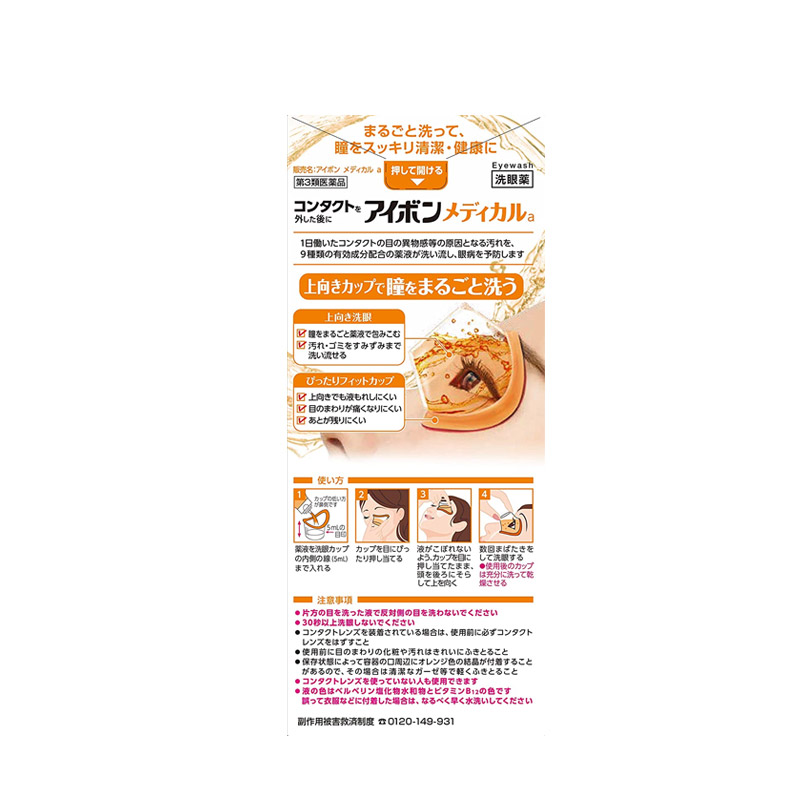 まるごと洗って、
瞳をスッキリ清潔・健康に
販売名:アイボン メディカル a
押して開ける
Eyewash
第3類医薬品
洗眼薬
コンタクトを
外した後に
アイボンメディカルa
1日働いたコンタクトの目の異物感等の原因となる汚れを、
9種類の有効成分配合の薬液が洗い流し、眼病を予防します
上向きカップで瞳をまるごと洗う
上向き洗眼
瞳をまるごと薬液で包みこむ
汚れ・ゴミをすみずみまで
洗い流せる
ぴったりフィットカップ
上向きでも液もれしにくい
目のまわりが痛くなりにくい
あとが残りにくい
使い方
1
カップの低い方
が鼻側です
5mLの
目印
薬液を洗眼カップ
の内側の線(5mL)
まで入れる
2
カップを目にぴっ
たり押し当てる
3
液がこぼれない
よう、カップを目に
押し当てたまま、
頭を後ろにそら
して上を向く
4
数回まばたきを
して洗眼する
●使用後のカップ
は充分に洗って乾
燥させる
注意事項
●片方の目を洗った液で反対側の目を洗わないでください
●30秒以上洗眼しないでください
●コンタクトレンズを装着されている場合は、使用前に必ずコンタクト
レンズをはずすこと
●使用前に目のまわりの化粧や汚れはきれいにふきとること
●保存状態によって容器の口周辺にオレンジ色の結晶が付着すること
があるので、その場合は清潔なガーゼ等で軽くふきとること
●コンタクトレンズを使っていない人も使用できます
●液の色はベルベリン塩化物水和物とビタミンB12の色です
誤って衣服などに付着した場合は、なるべく早く水洗いしてください
副作用被害救済制度 ☎0120-149-931